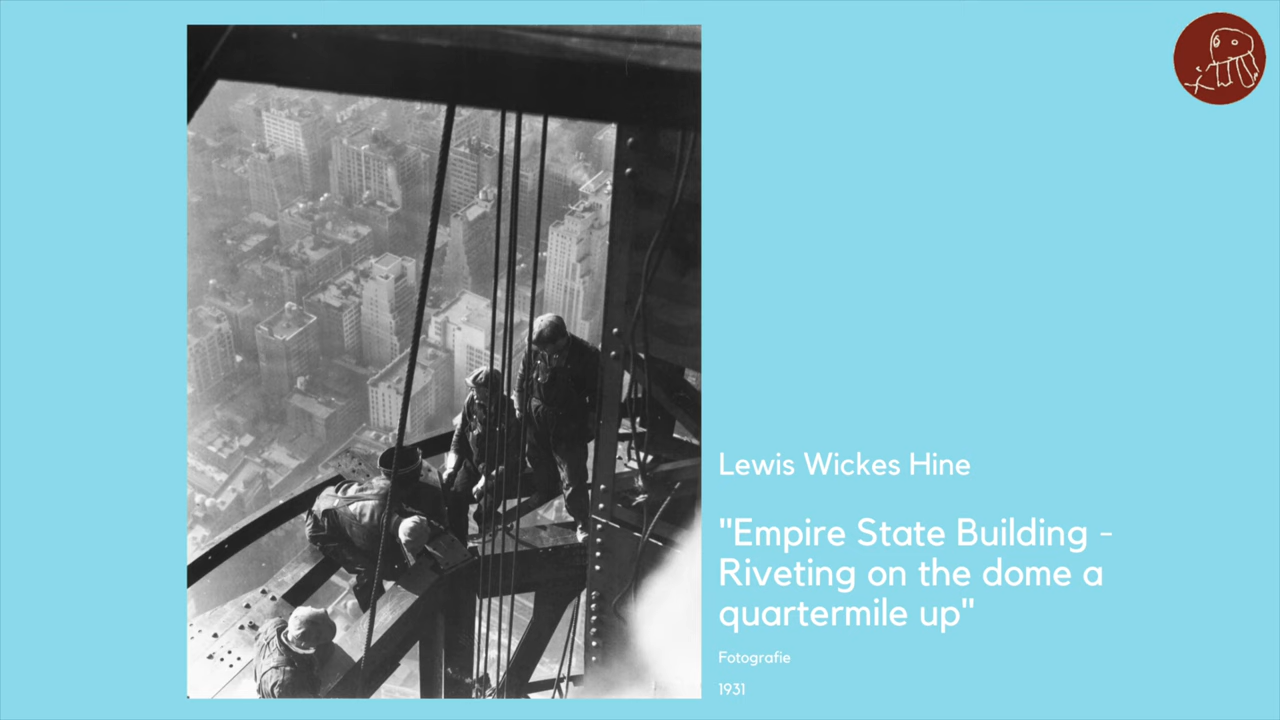 Lewis Wickes Hine
"Empire State Building -
Riveting on the dome a
quartermile up"
Fotografie
1931